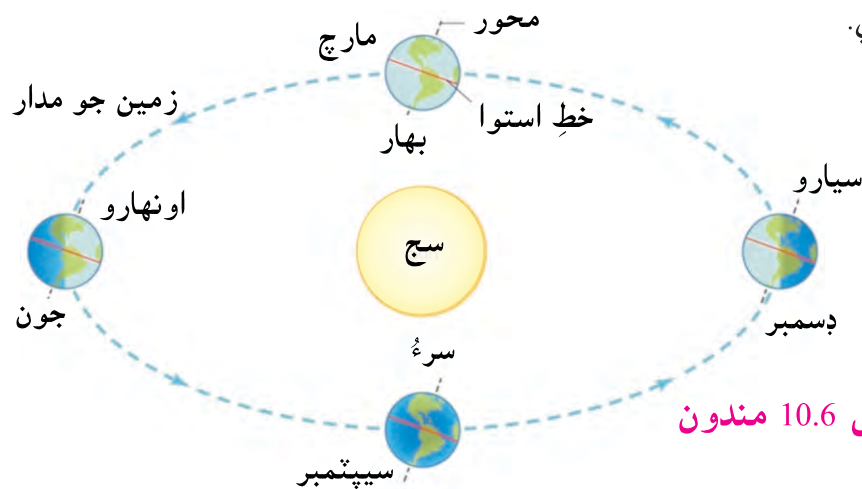 محور
مارچ
زمين جو مدار
خطِ استوا
بهار
سيارو
اونهارو
سج
جون
ڊسمبر
سرءُ
10.6 مندون
سيپٽمبر